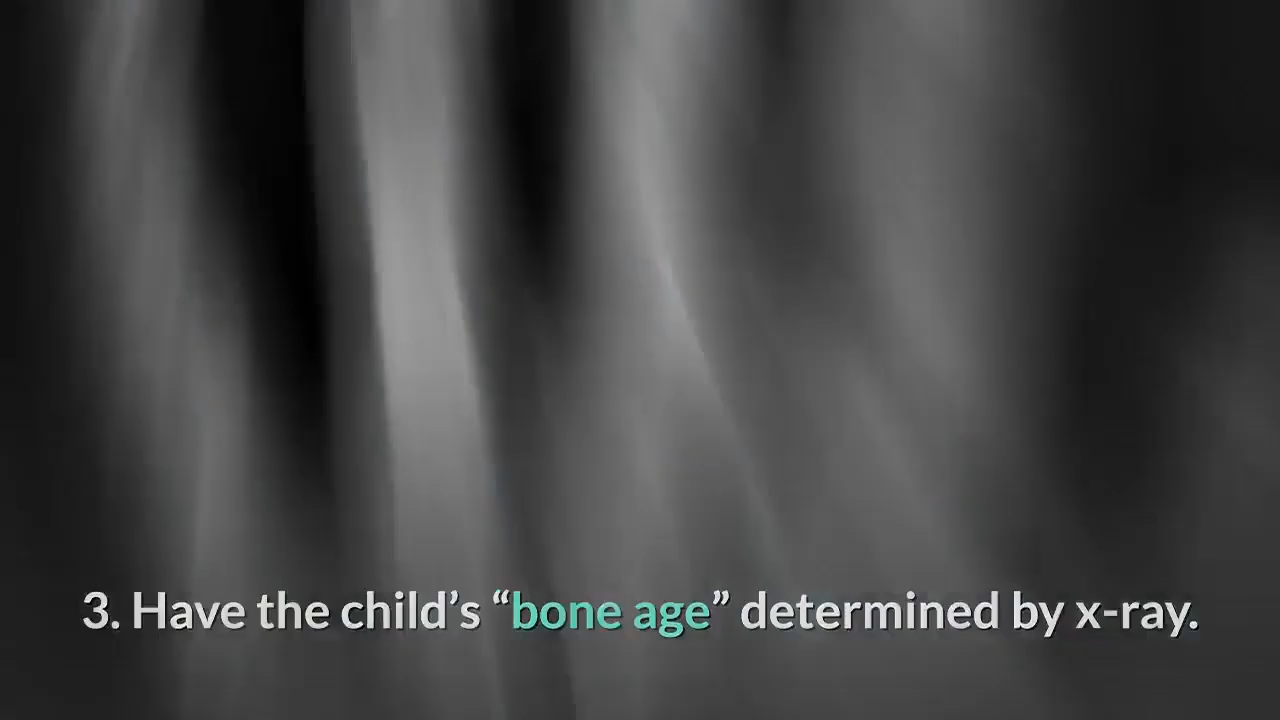 3. Have the child’s “bone age” determined by x-ray.